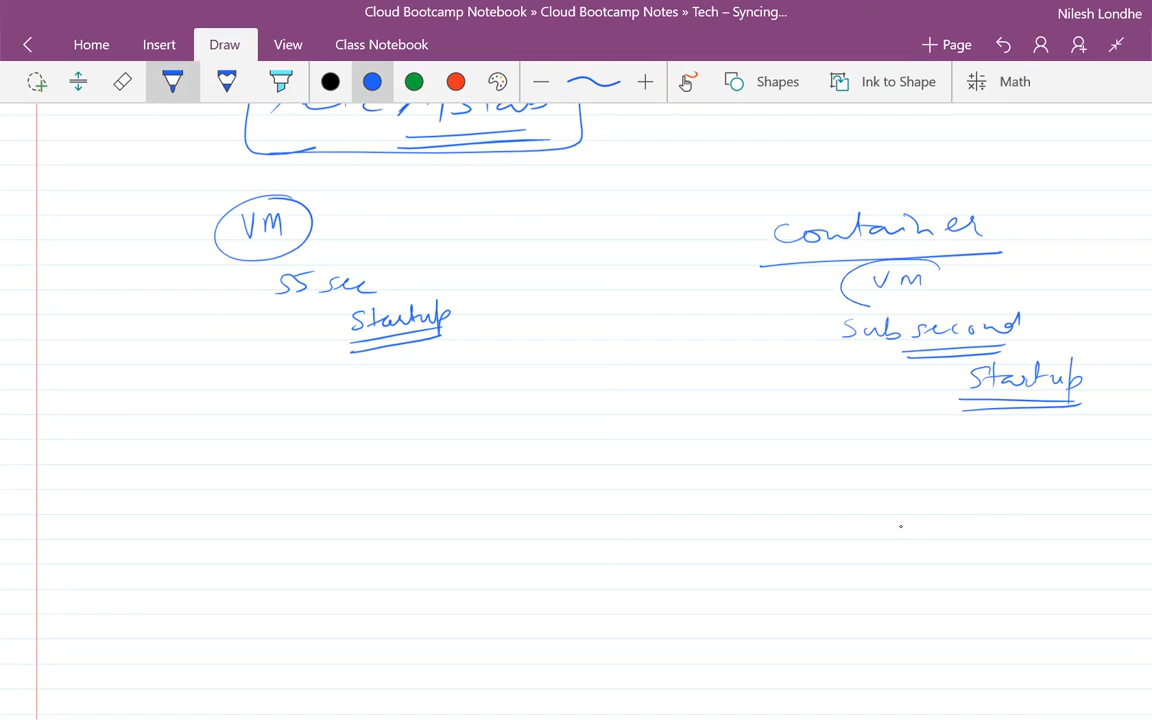 Cloud Bootcamp Notebook » Cloud Bootcamp Notes » Tech – Syncing...
Nilesh Londhe
Home Insert Draw View Class Notebook Page
Shapes Ink to Shape Math
VM
55 sec
Startup
Container
VM
Sub second
Startup